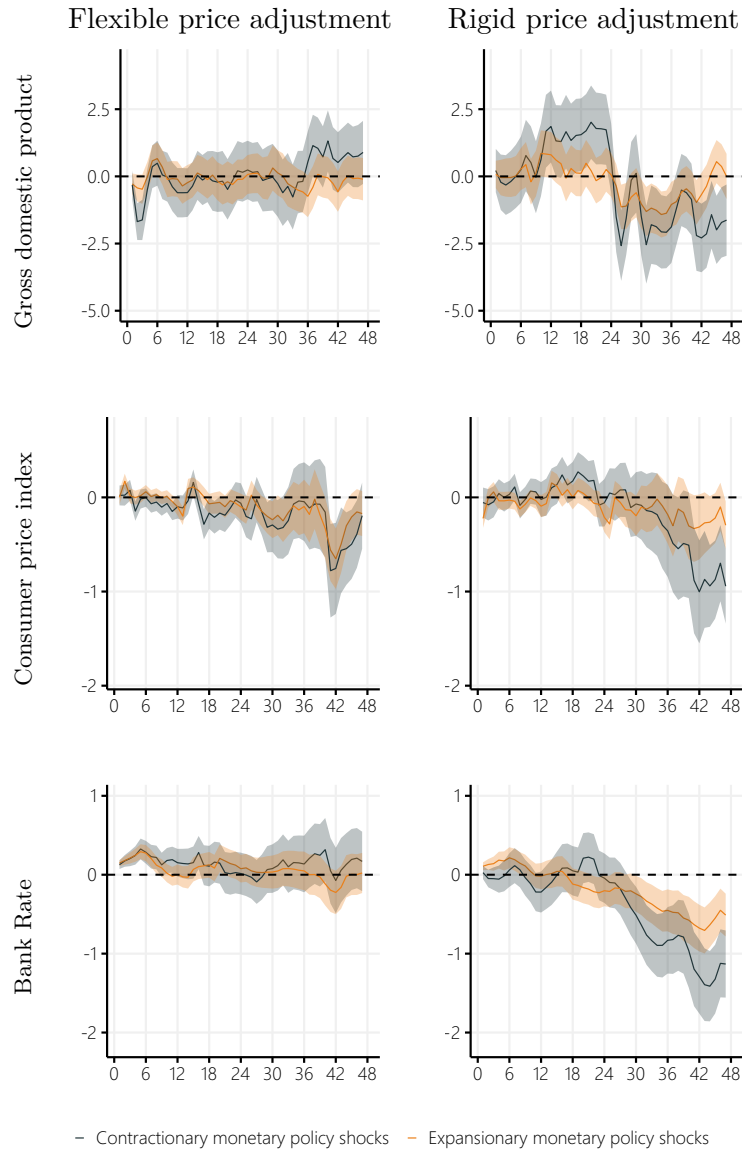 Flexible price adjustment Rigid price adjustment
Gross domestic product
2.5
0.0
-2.5
-5.0
0 6 12 18 24 30 36 42 48
2.5
0.0
-2.5
-5.0
0 6 12 18 24 30 36 42 48
Consumer price index
0
-1
-2
0 6 12 18 24 30 36 42 48
0
-1
-2
0 6 12 18 24 30 36 42 48
Bank Rate
1
0
-1
-2
0 6 12 18 24 30 36 42 48
1
0
-1
-2
0 6 12 18 24 30 36 42 48
Contractionary monetary policy shocks Expansionary monetary policy shocks